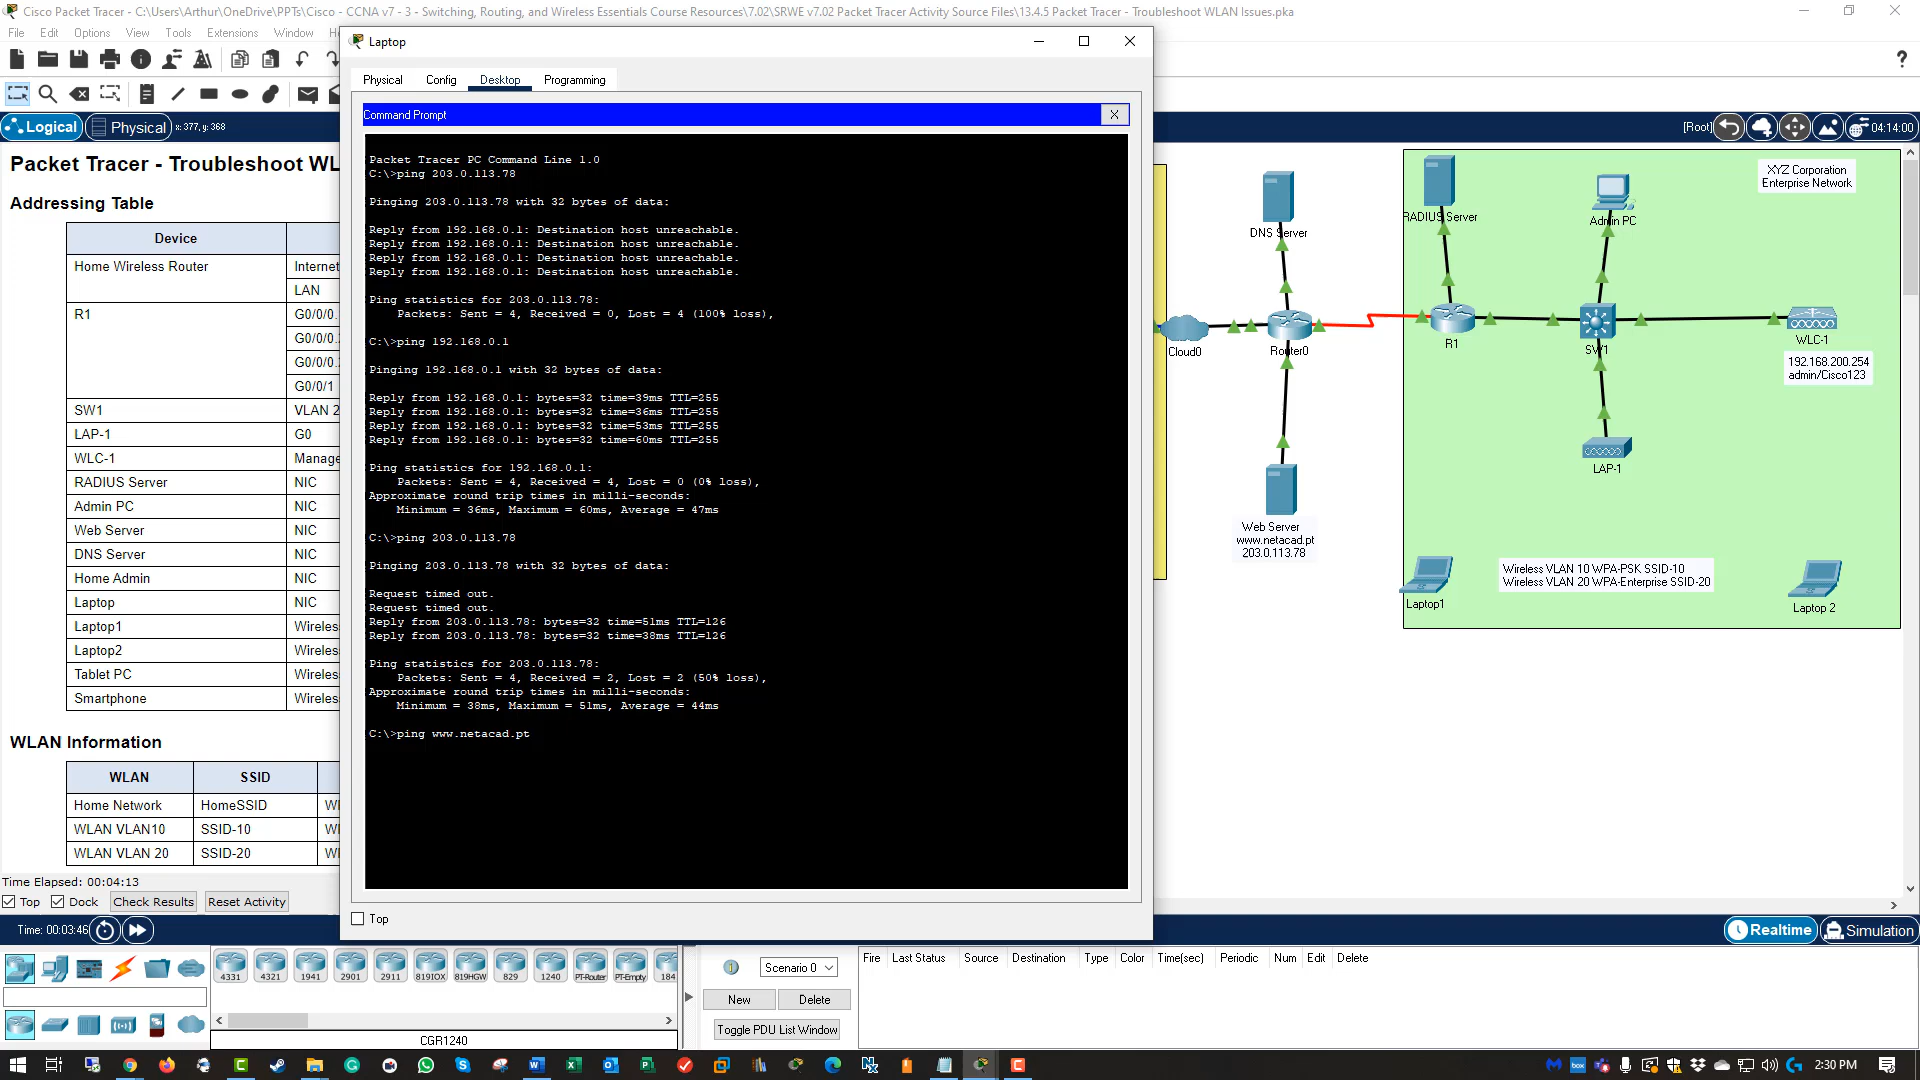 Cisco Packet Tracer - C:\Users\Arthur\OneDrive\PPTs\Cisco - CCNA v7 - 3 - Switching, Routing, and Wireless Essentials Course Resources\7.02\SRWE v7.02 Packet Tracer Activity Source Files\13.4.5 Packet Tracer - Troubleshoot WLAN Issues.pka
File Edit Options View Tools Extensions Window
Logical Physical x: 377, y: 368
[Root] 04:14:00
Packet Tracer - Troubleshoot WL
Addressing Table
Device
Home Wireless Router Internet
LAN
R1 G0/0/0.
G0/0/0.
G0/0/0.
G0/0/1
SW1 VLAN 2
LAP-1 G0
WLC-1 Manage
RADIUS Server NIC
Admin PC NIC
Web Server NIC
DNS Server NIC
Home Admin NIC
Laptop NIC
Laptop1 Wireles
Laptop2 Wireles
Tablet PC Wireles
Smartphone Wireles
WLAN Information
WLAN SSID
Home Network HomeSSID
WLAN VLAN10 SSID-10
WLAN VLAN 20 SSID-20
Time Elapsed: 00:04:13
Top Dock Check Results Reset Activity
Laptop
Physical Config Desktop Programming
Command Prompt X
Packet Tracer PC Command Line 1.0
C:\>ping 203.0.113.78
Pinging 203.0.113.78 with 32 bytes of data:
Reply from 192.168.0.1: Destination host unreachable.
Reply from 192.168.0.1: Destination host unreachable.
Reply from 192.168.0.1: Destination host unreachable.
Reply from 192.168.0.1: Destination host unreachable.
Ping statistics for 203.0.113.78:
Packets: Sent = 4, Received = 0, Lost = 4 (100% loss),
C:\>ping 192.168.0.1
Pinging 192.168.0.1 with 32 bytes of data:
Reply from 192.168.0.1: bytes=32 time=39ms TTL=255
Reply from 192.168.0.1: bytes=32 time=36ms TTL=255
Reply from 192.168.0.1: bytes=32 time=53ms TTL=255
Reply from 192.168.0.1: bytes=32 time=60ms TTL=255
Ping statistics for 192.168.0.1:
Packets: Sent = 4, Received = 4, Lost = 0 (0% loss),
Approximate round trip times in milli-seconds:
Minimum = 36ms, Maximum = 60ms, Average = 47ms
C:\>ping 203.0.113.78
Pinging 203.0.113.78 with 32 bytes of data:
Request timed out.
Request timed out.
Reply from 203.0.113.78: bytes=32 time=51ms TTL=126
Reply from 203.0.113.78: bytes=32 time=38ms TTL=126
Ping statistics for 203.0.113.78:
Packets: Sent = 4, Received = 2, Lost = 2 (50% loss),
Approximate round trip times in milli-seconds:
Minimum = 38ms, Maximum = 51ms, Average = 44ms
C:\>ping www.netacad.pt
Top
XYZ Corporation
Enterprise Network
RADIUS Server
Admin PC
DNS Server
Cloud0
Router0
R1
SW1
WLC-1
192.168.200.254
admin/Cisco123
LAP-1
Web Server
www.netacad.pt
203.0.113.78
Wireless VLAN 10 WPA-PSK SSID-10
Wireless VLAN 20 WPA-Enterprise SSID-20
Laptop1
Laptop 2
Time: 00:03:46
Realtime Simulation
4331 4321 1941 2901 2911 819IOX 819HGW 829 1240 PT-Router PT-Empty 184
CGR1240
Scenario 0
New Delete
Toggle PDU List Window
Fire Last Status Source Destination Type Color Time(sec) Periodic Num Edit Delete
2:30 PM